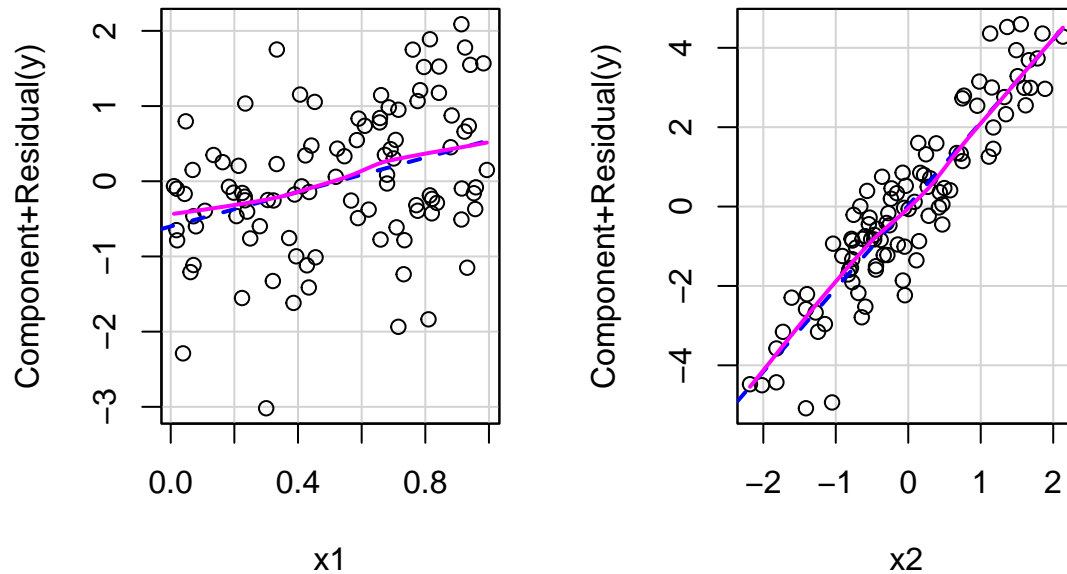 Component+Residual(y)
2
1
0
−1
−2
−3
0.0 0.4 0.8
x1
Component+Residual(y)
4
2
0
−2
−4
−2 −1 0 1 2
x2